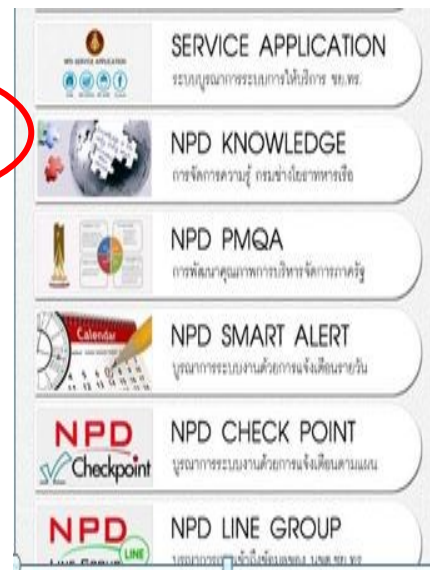 SERVICE APPLICATION
ระบบบูรณาการระบบการให้บริการ ชย.ทร.
NPD KNOWLEDGE
การจัดการความรู้ กรมช่างโยธาทหารเรือ
NPD PMQA
การพัฒนาคุณภาพการบริหารจัดการภาครัฐ
Calendar
NPD SMART ALERT
บูรณาการระบบงานด้วยการแจ้งเตือนรายวัน
NPD
Checkpoint
NPD CHECK POINT
บูรณาการระบบงานด้วยการแจ้งเตือนตามแผน
NPD
LINE
NPD LINE GROUP